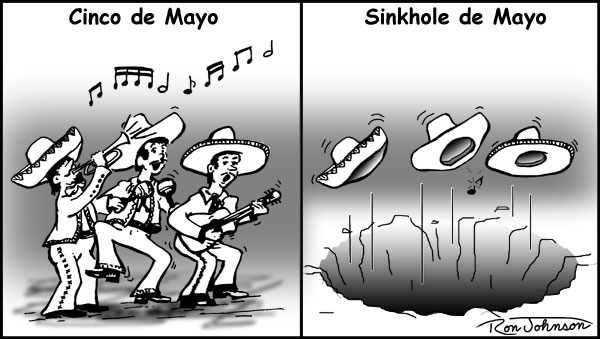 Cinco de Mayo
Sinkhole de Mayo
Ron Johnson